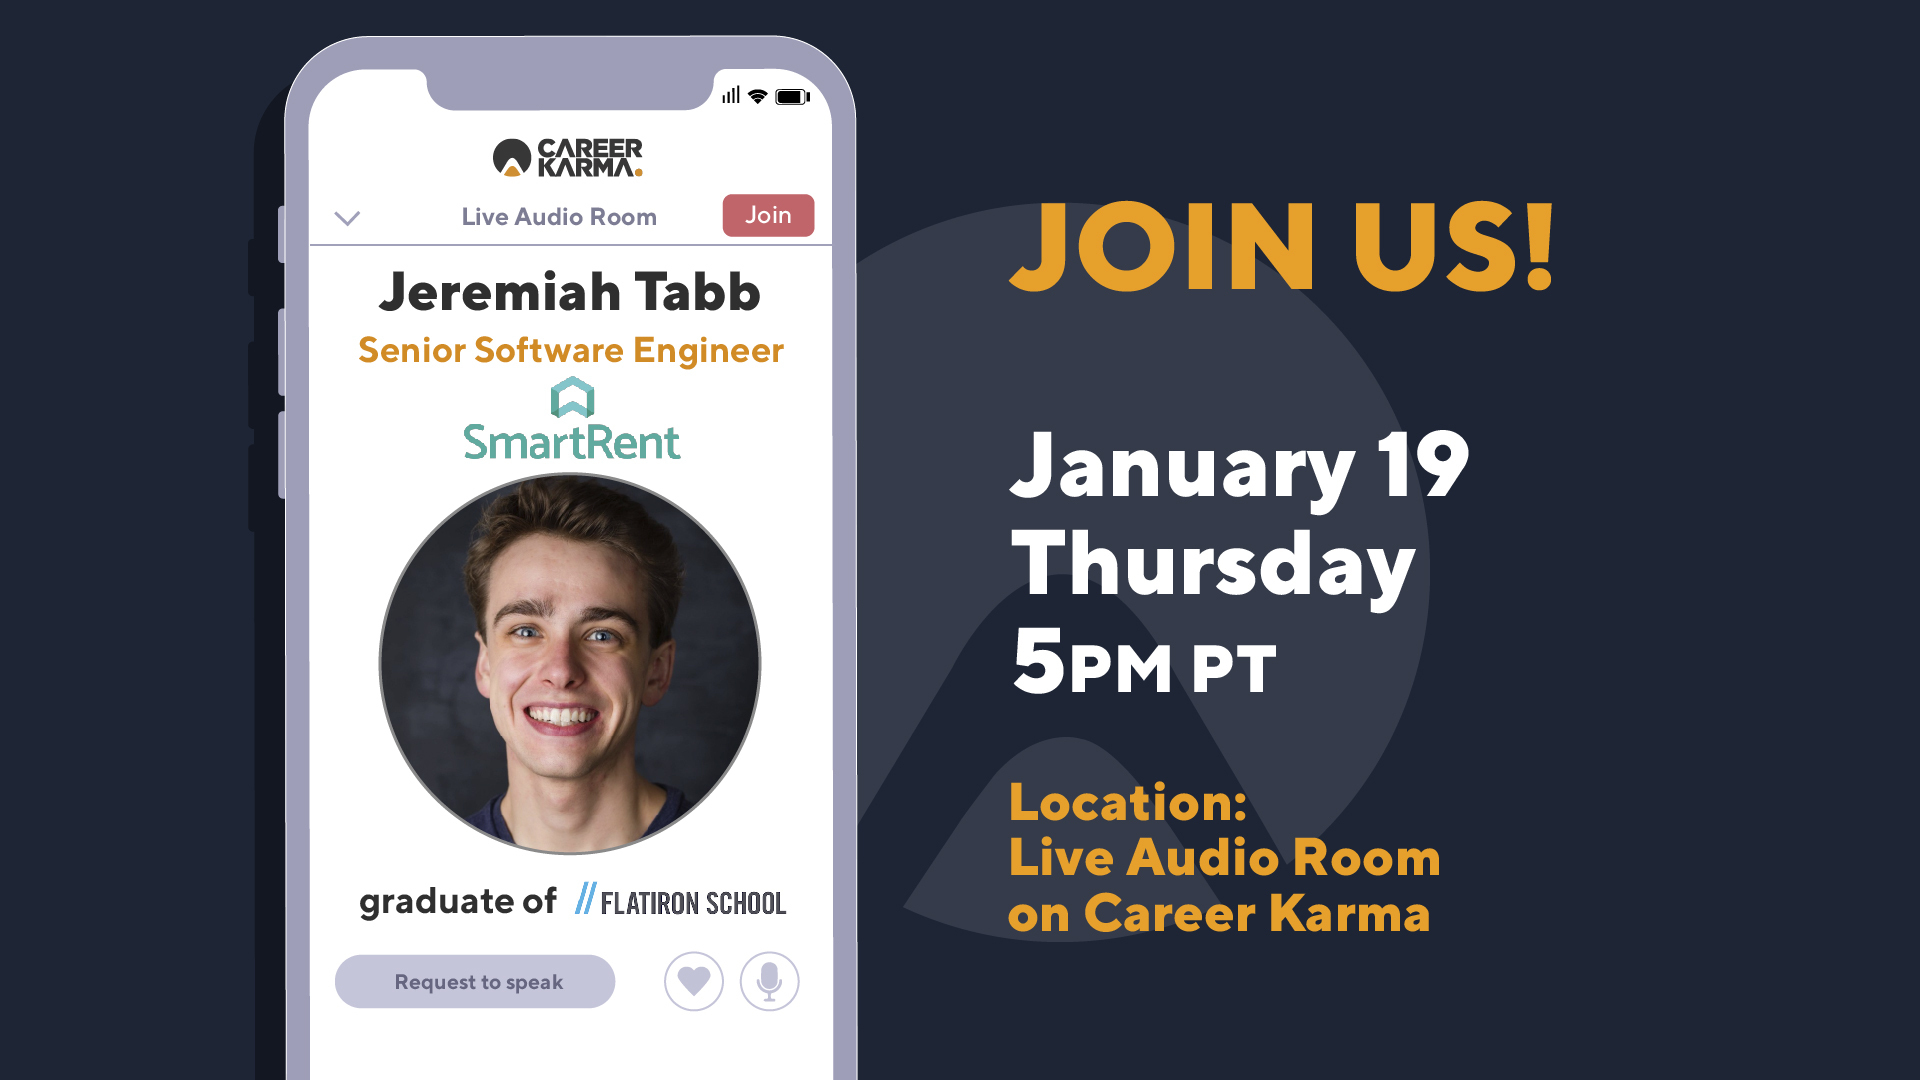 CAREER
KARMA.
Live Audio Room
Join
Jeremiah Tabb
Senior Software Engineer
SmartRent
graduate of // FLATIRON SCHOOL
Request to speak
JOIN US!
January 19
Thursday
5PM PT
Location:
Live Audio Room
on Career Karma